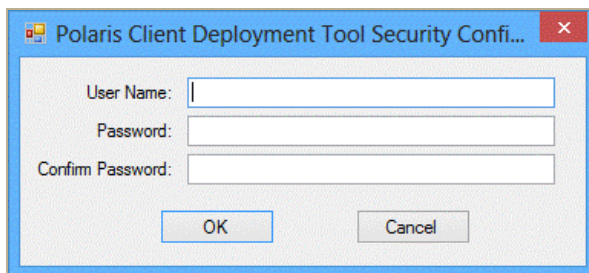 Polaris Client Deployment Tool Security Confi...
User Name:
Password:
Confirm Password:
OK Cancel